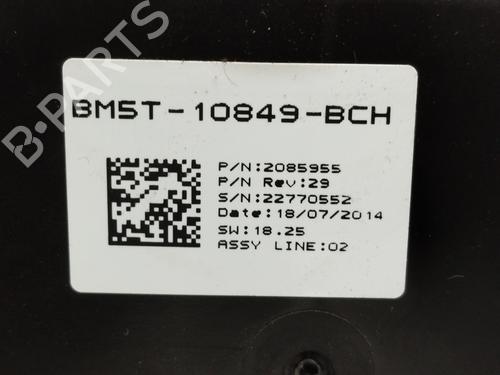 BM5T-10849-BCH
P/N:2085955
P/N Rev:29
S/N:22770552
Date:18/07/2014
SW:18.25
ASSY LINE:02
B-PARTS